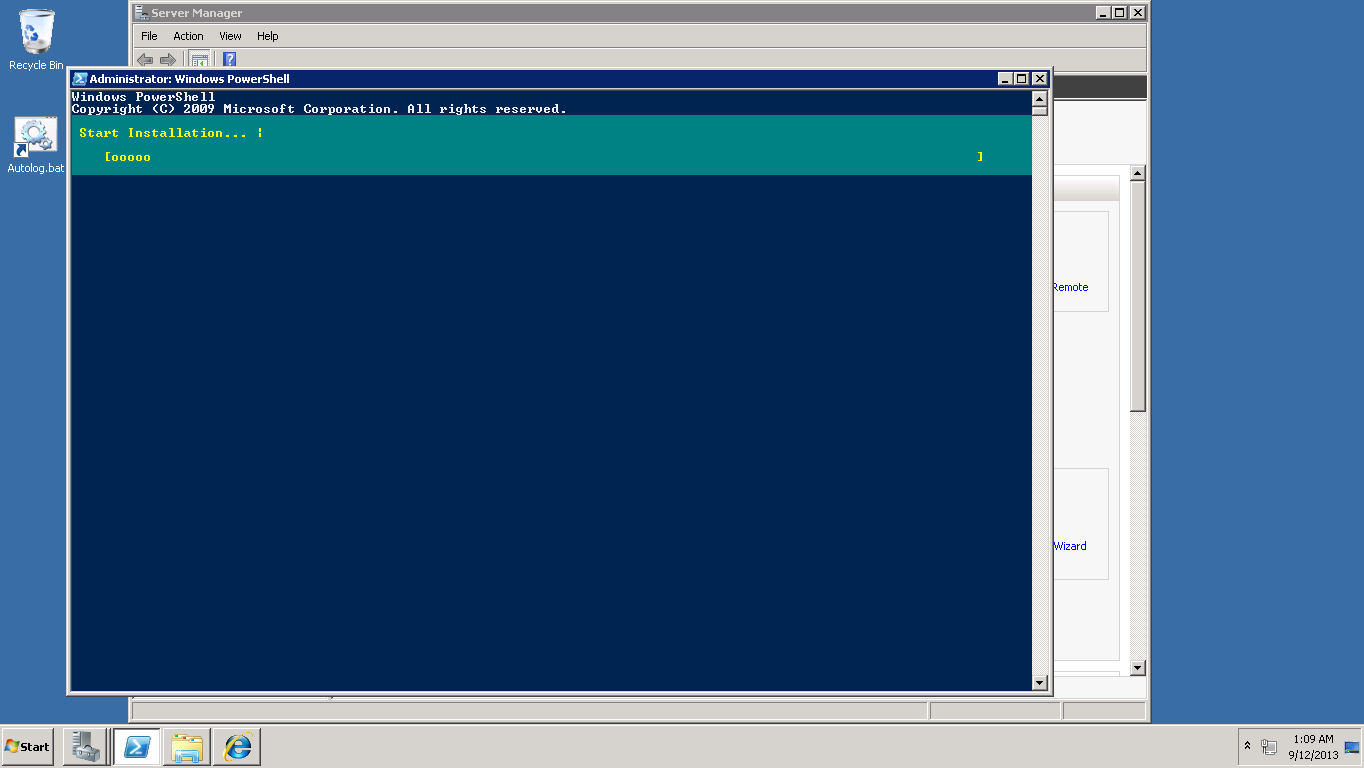 Server Manager
File Action View Help
Recycle Bin
Administrator: Windows PowerShell
Windows PowerShell
Copyright (C) 2009 Microsoft Corporation. All rights reserved.
Start Installation... |
[ooooo ]
Autolog.bat
Remote
Wizard
Start
1:09 AM
9/12/2013